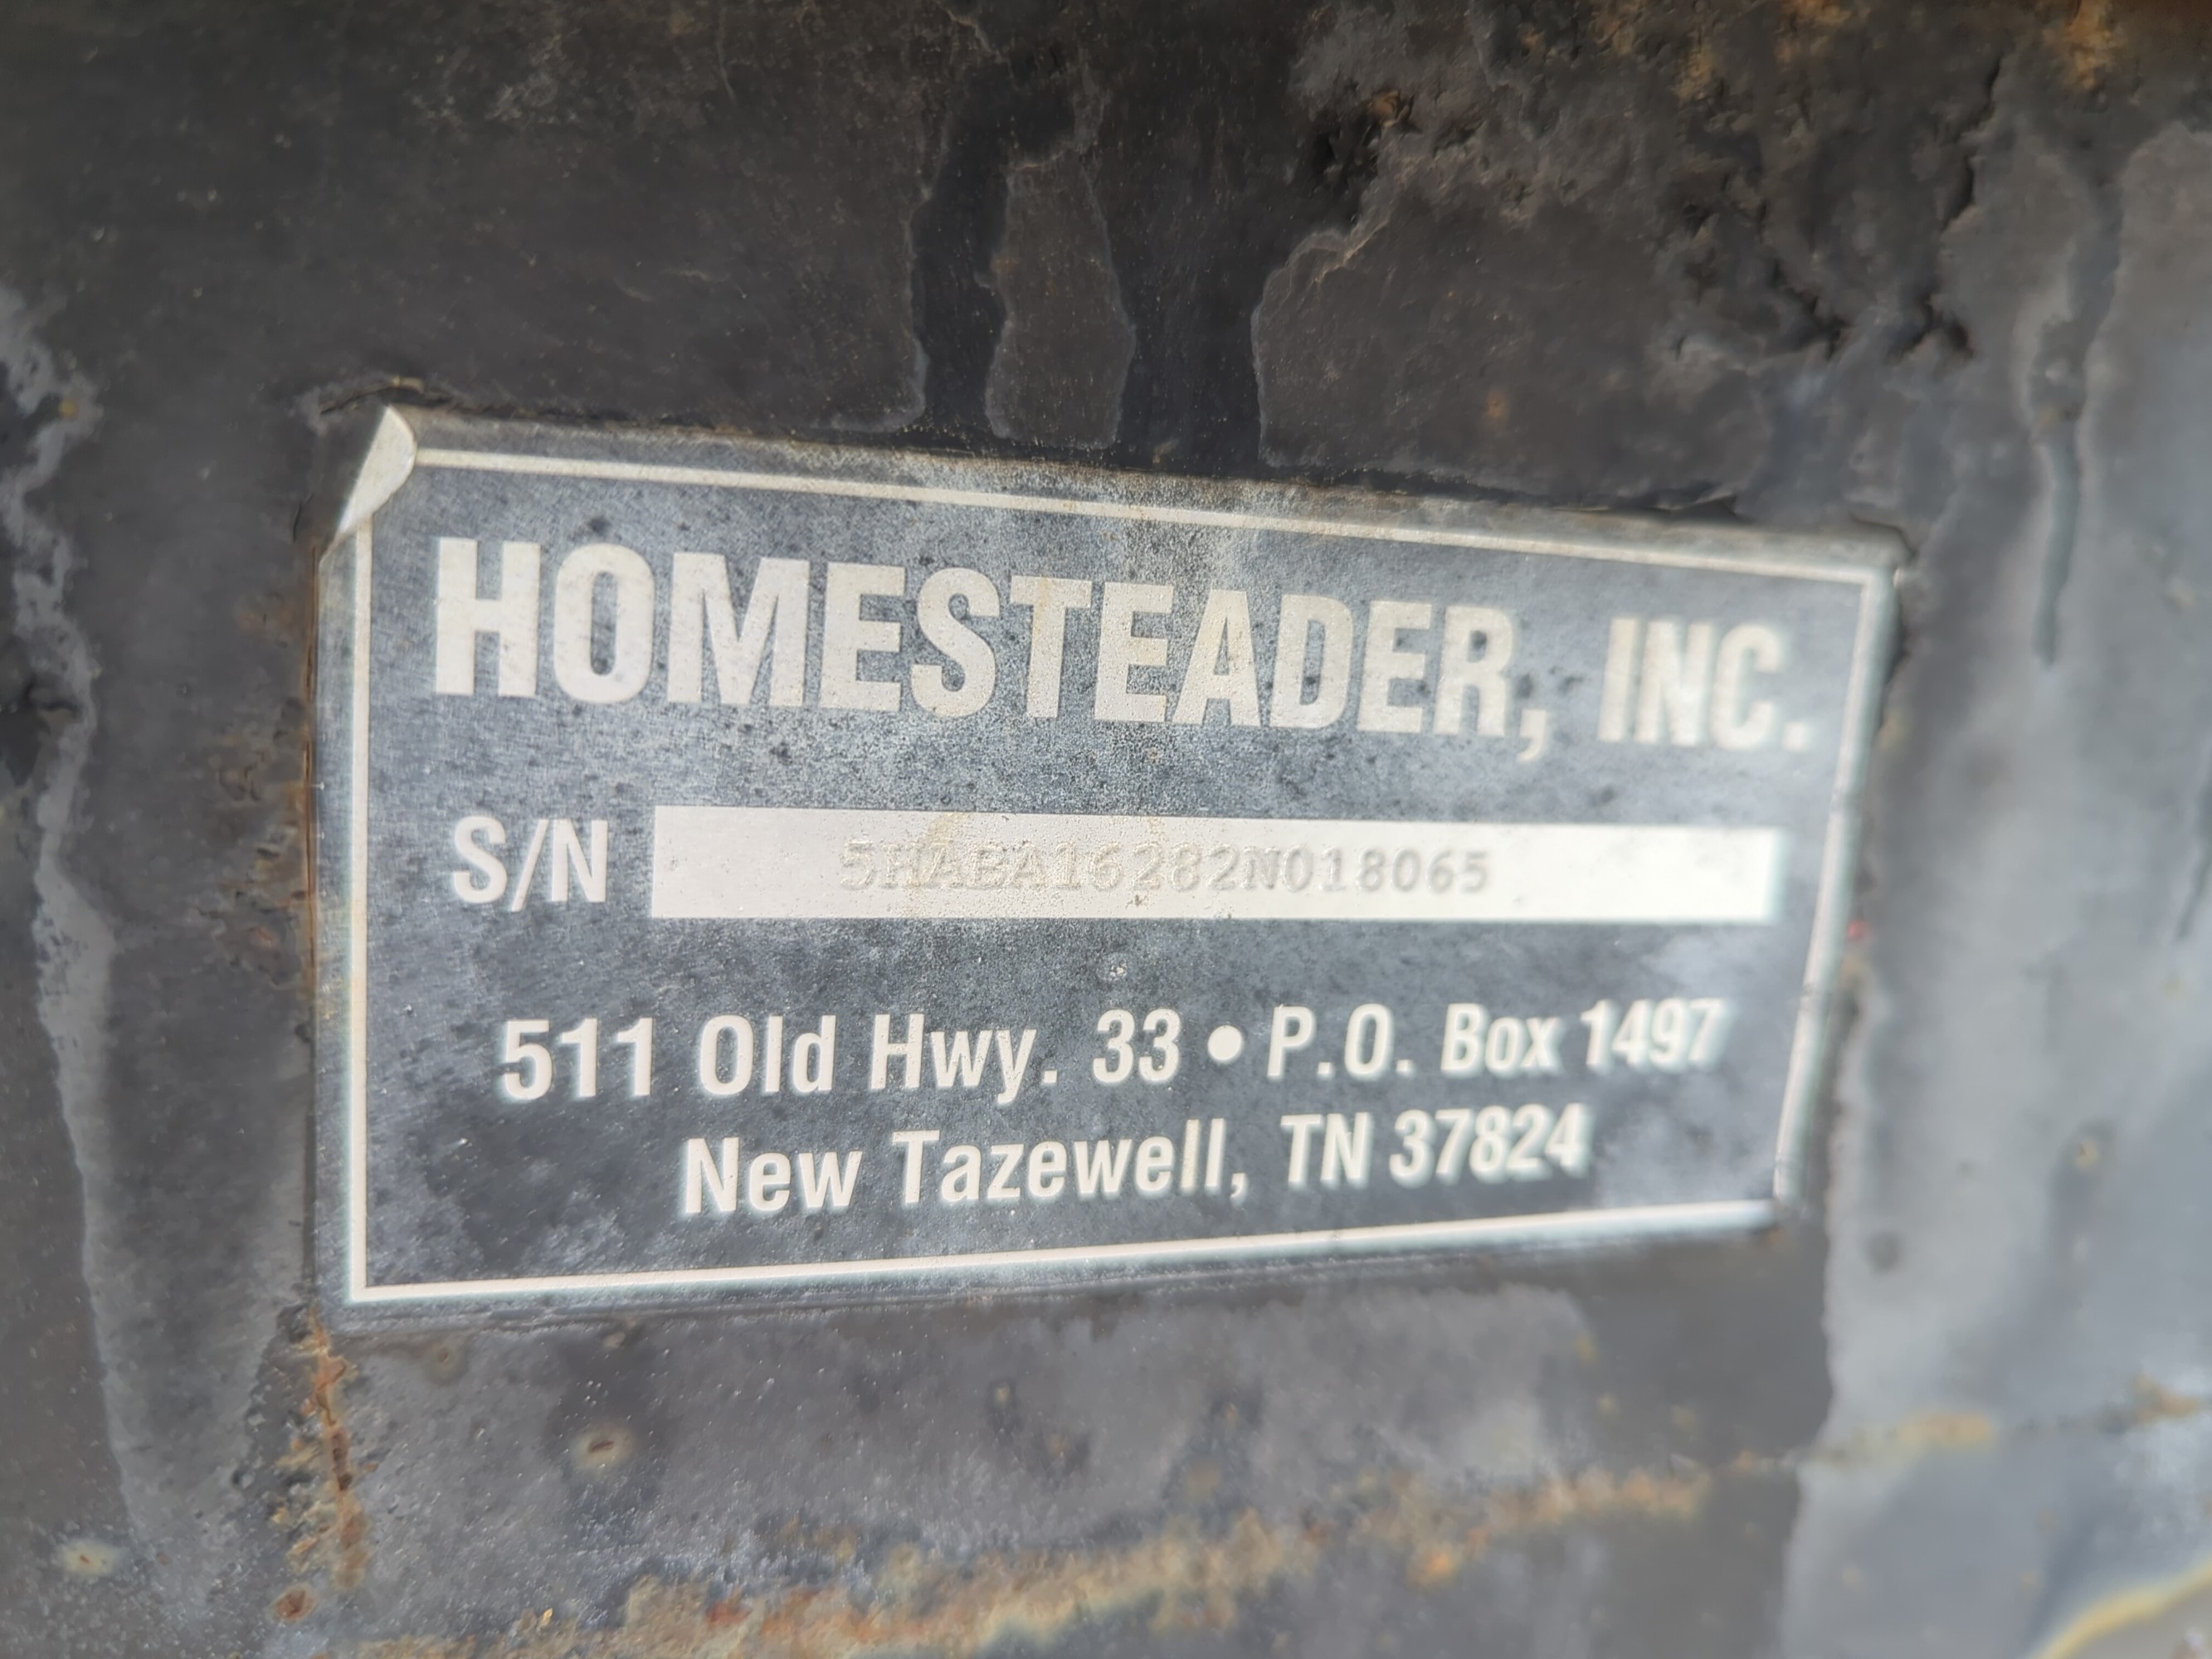 HOMESTEADER, INC.
S/N 5HABA16282N018065
511 Old Hwy. 33 • P.O. Box 1497
New Tazewell, TN 37824